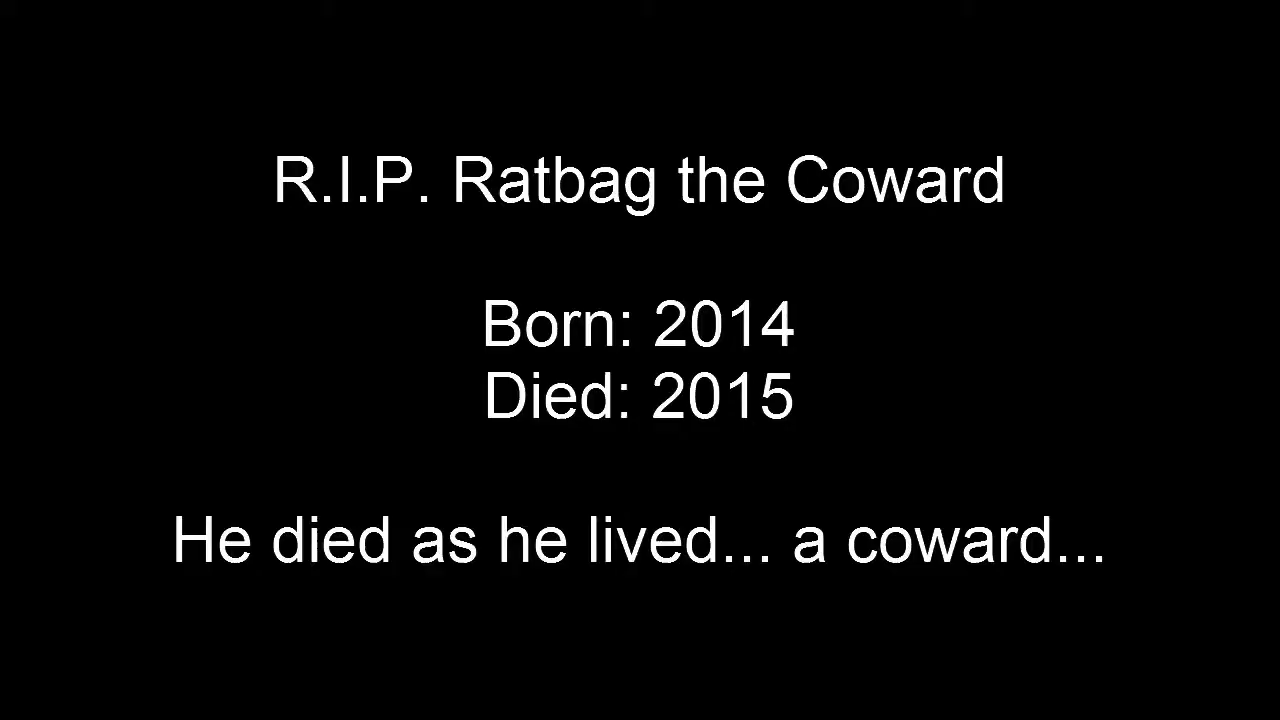 R.I.P. Ratbag the Coward
Born: 2014
Died: 2015
He died as he lived... a coward...